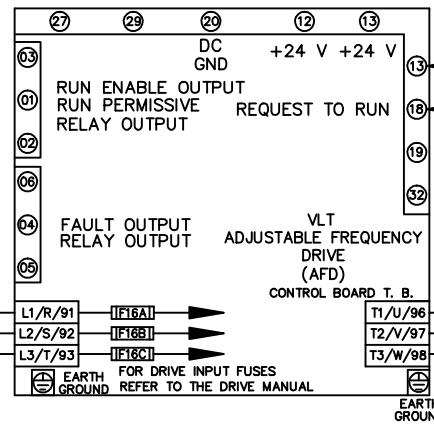 27 29 20 12 13
DC
GND
+24 V +24 V
03
13
RUN ENABLE OUTPUT
RUN PERMISSIVE
RELAY OUTPUT
01
REQUEST TO RUN
18
02
19
06
32
04
FAULT OUTPUT
RELAY OUTPUT
VLT
ADJUSTABLE FREQUENCY
DRIVE
(AFD)
05
CONTROL BOARD T. B.
L1/R/91 F16A T1/U/96
L2/S/92 F16B T2/V/97
L3/T/93 F16C T3/W/98
EARTH
GROUND
FOR DRIVE INPUT FUSES
REFER TO THE DRIVE MANUAL
EARTH
GROUN